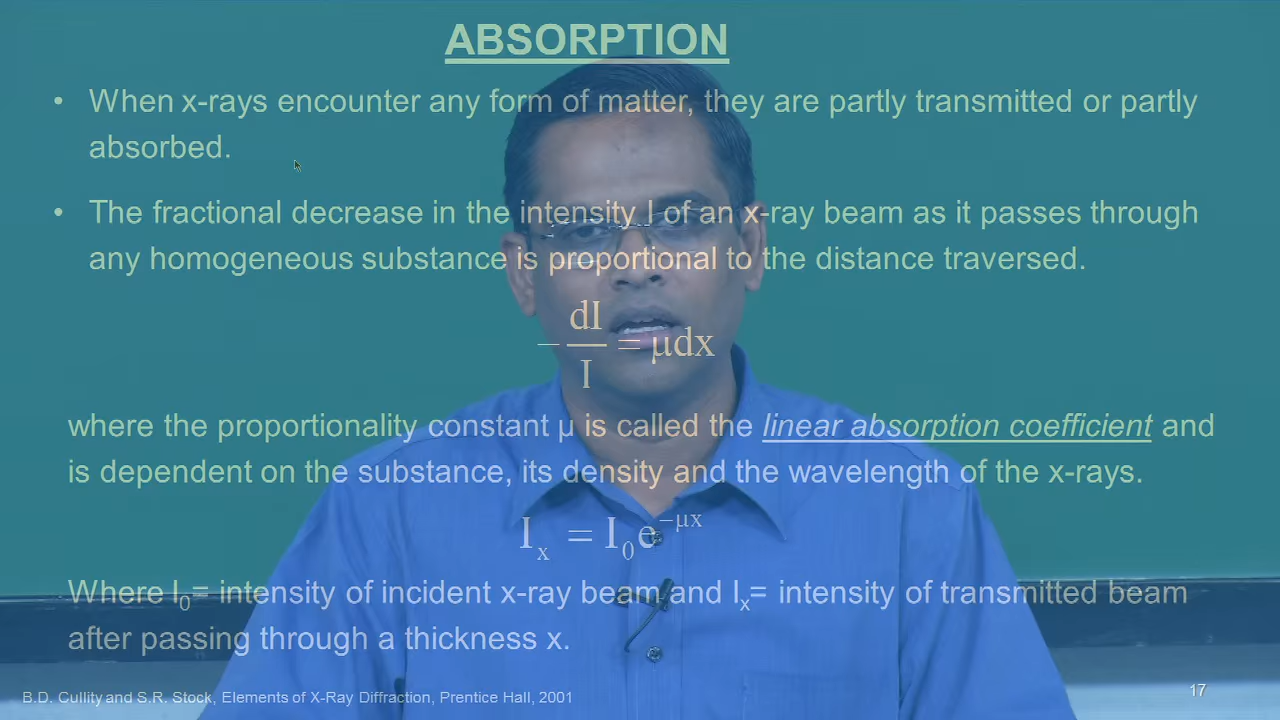 ABSORPTION
• When x-rays encounter any form of matter, they are partly transmitted or partly
absorbed.
• The fractional decrease in the intensity I of an x-ray beam as it passes through
any homogeneous substance is proportional to the distance traversed.
− dI/I = μdx
where the proportionality constant μ is called the linear absorption coefficient and
is dependent on the substance, its density and the wavelength of the x-rays.
Iₓ = I₀e^(−μx)
Where I₀= intensity of incident x-ray beam and Iₓ= intensity of transmitted beam
after passing through a thickness x.
B.D. Cullity and S.R. Stock, Elements of X-Ray Diffraction, Prentice Hall, 2001
17